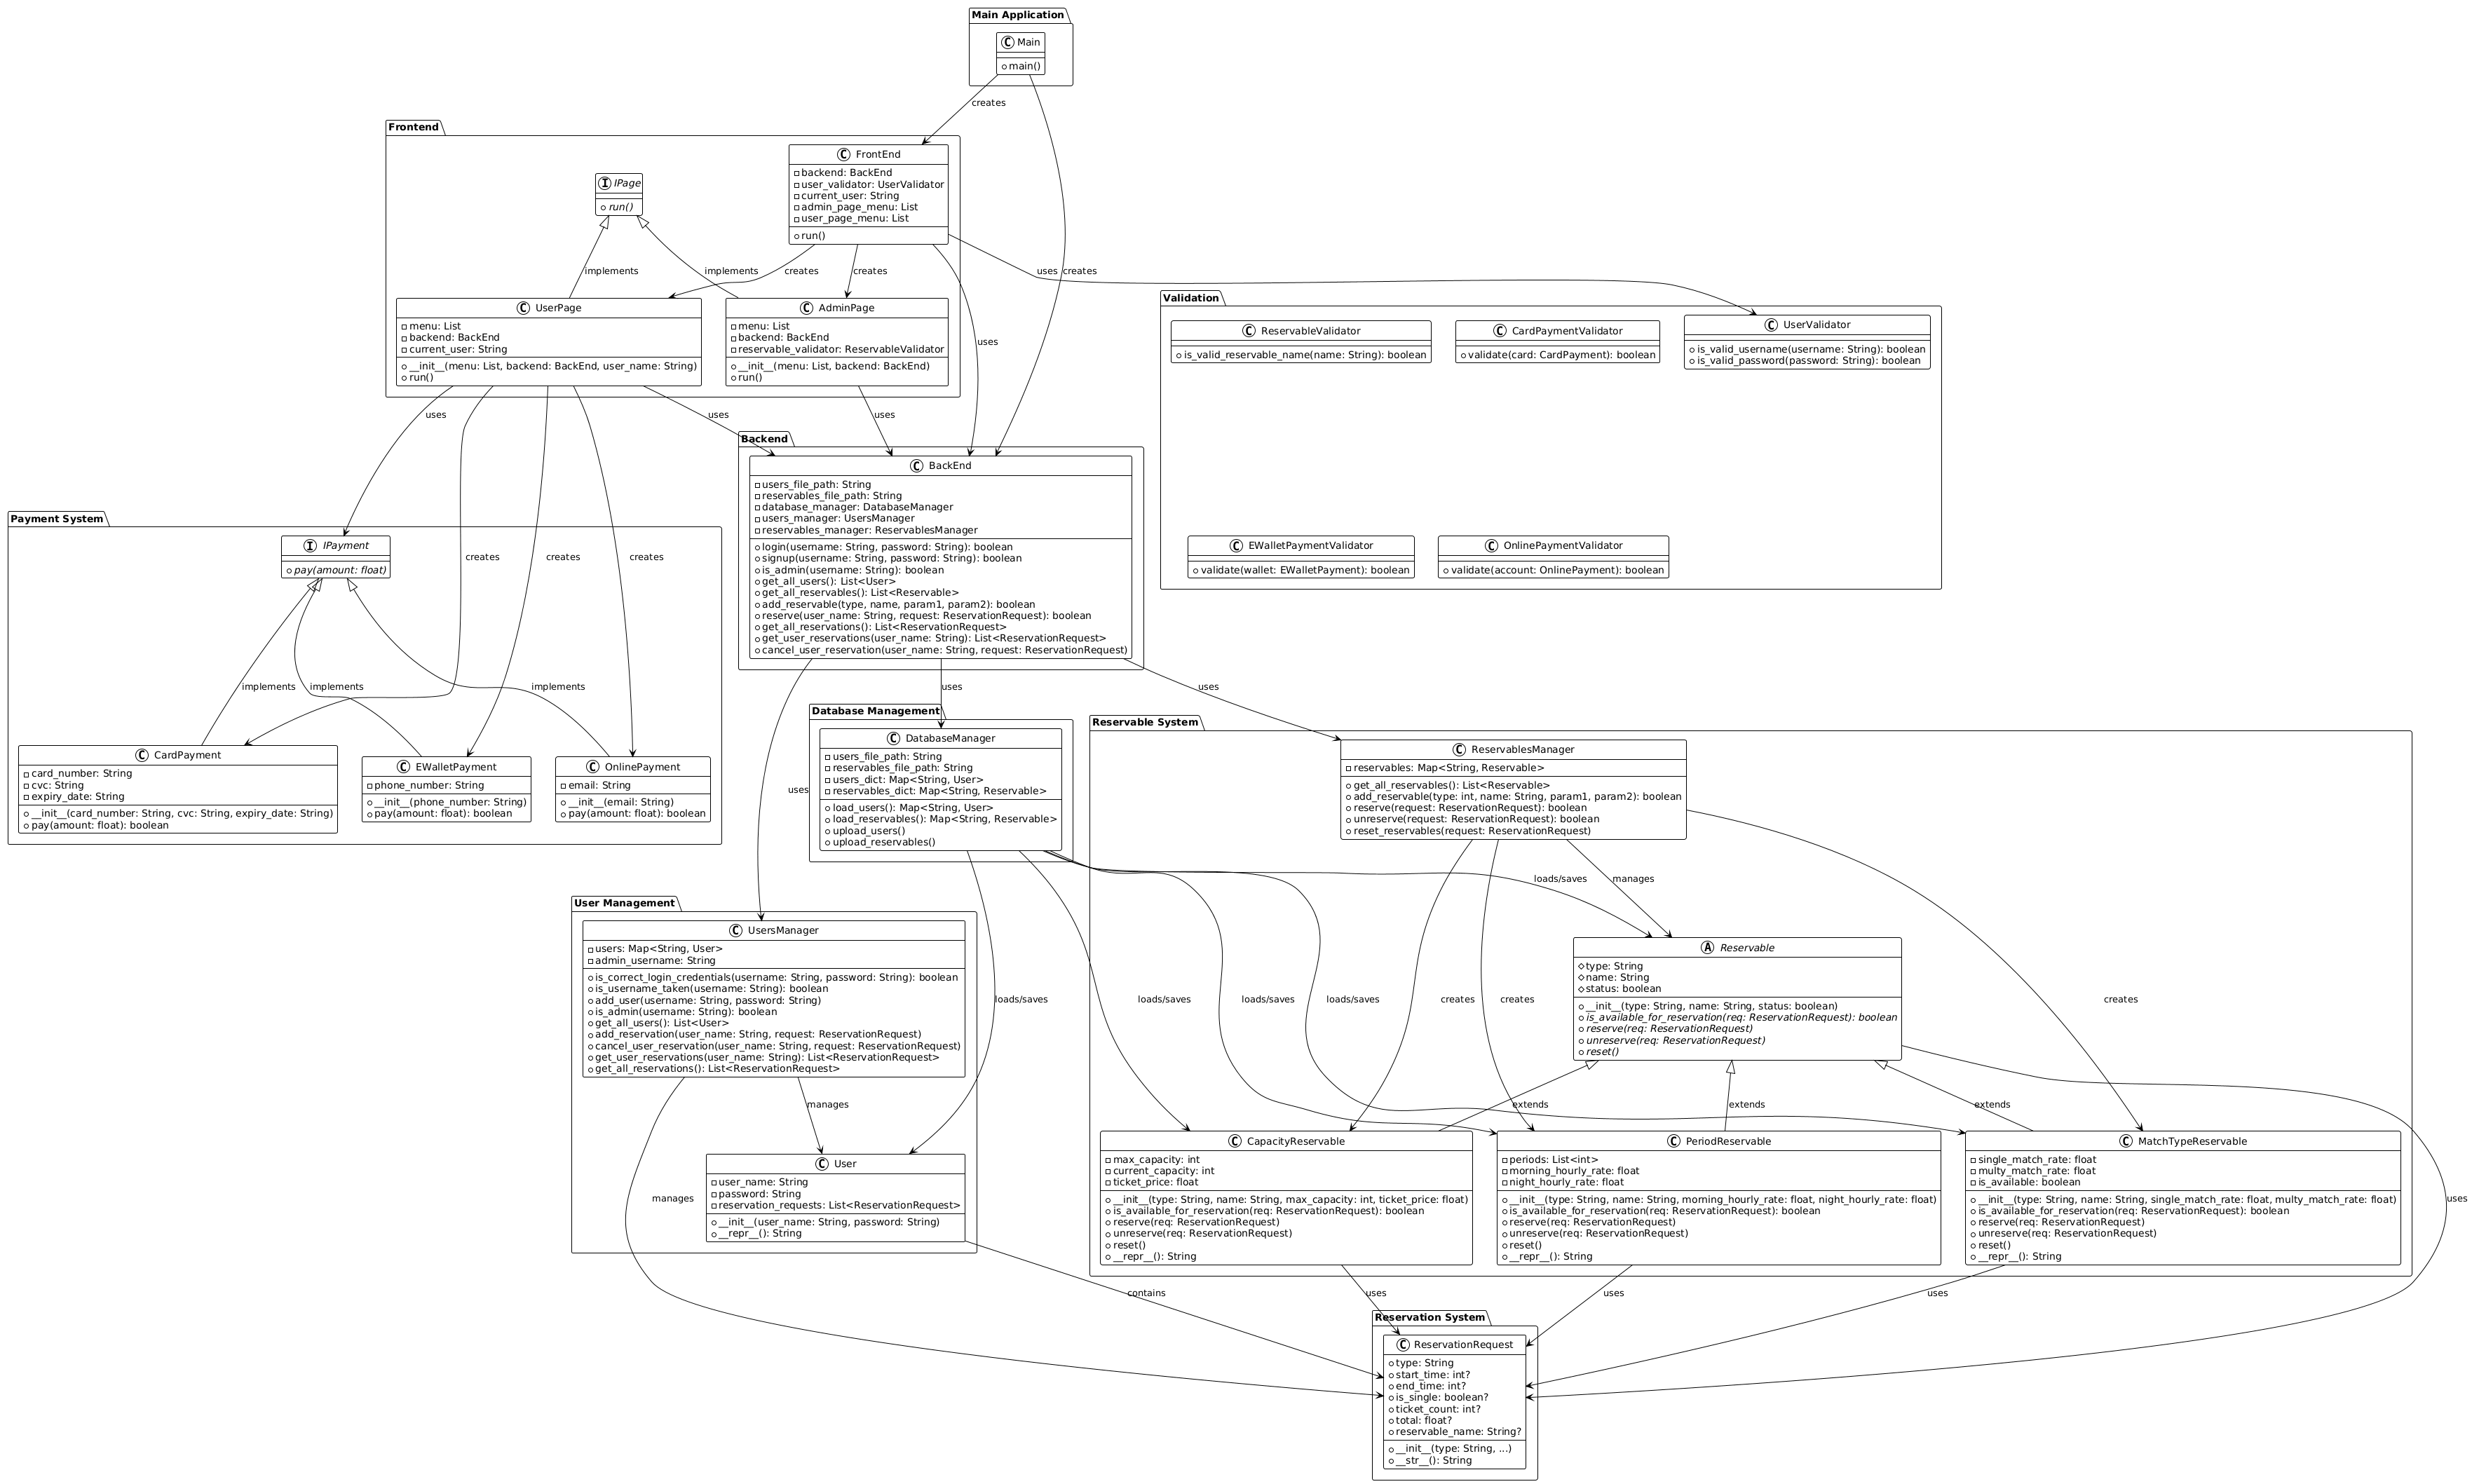 Main Application
C Main
main()
creates
creates
Frontend
I IPage
run()
C FrontEnd
backend: BackEnd
user_validator: UserValidator
current_user: String
admin_page_menu: List
user_page_menu: List
run()
implements
implements
creates
creates
uses
uses
C UserPage
menu: List
backend: BackEnd
current_user: String
__init__(menu: List, backend: BackEnd, user_name: String)
run()
C AdminPage
menu: List
backend: BackEnd
reservable_validator: ReservableValidator
__init__(menu: List, backend: BackEnd)
run()
Validation
C ReservableValidator
is_valid_reservable_name(name: String): boolean
C CardPaymentValidator
validate(card: CardPayment): boolean
C UserValidator
is_valid_username(username: String): boolean
is_valid_password(password: String): boolean
C EWalletPaymentValidator
validate(wallet: EWalletPayment): boolean
C OnlinePaymentValidator
validate(account: OnlinePayment): boolean
uses
creates
creates
creates
uses
uses
Backend
C BackEnd
users_file_path: String
reservables_file_path: String
database_manager: DatabaseManager
users_manager: UsersManager
reservables_manager: ReservablesManager
login(username: String, password: String): boolean
signup(username: String, password: String): boolean
is_admin(username: String): boolean
get_all_users(): List<User>
get_all_reservables(): List<Reservable>
add_reservable(type, name, param1, param2): boolean
reserve(user_name: String, request: ReservationRequest): boolean
get_all_reservations(): List<ReservationRequest>
get_user_reservations(user_name: String): List<ReservationRequest>
cancel_user_reservation(user_name: String, request: ReservationRequest)
Payment System
I IPayment
pay(amount: float)
implements
implements
implements
C CardPayment
card_number: String
cvc: String
expiry_date: String
__init__(card_number: String, cvc: String, expiry_date: String)
pay(amount: float): boolean
C EWalletPayment
phone_number: String
__init__(phone_number: String)
pay(amount: float): boolean
C OnlinePayment
email: String
__init__(email: String)
pay(amount: float): boolean
uses
uses
uses
Database Management
C DatabaseManager
users_file_path: String
reservables_file_path: String
users_dict: Map<String, User>
reservables_dict: Map<String, Reservable>
load_users(): Map<String, User>
load_reservables(): Map<String, Reservable>
upload_users()
upload_reservables()
Reservable System
C ReservablesManager
reservables: Map<String, Reservable>
get_all_reservables(): List<Reservable>
add_reservable(type: int, name: String, param1, param2): boolean
reserve(request: ReservationRequest): boolean
unreserve(request: ReservationRequest): boolean
reset_reservables(request: ReservationRequest)
loads/saves
manages
loads/saves
loads/saves
loads/saves
loads/saves
creates
creates
creates
User Management
C UsersManager
users: Map<String, User>
admin_username: String
is_correct_login_credentials(username: String, password: String): boolean
is_username_taken(username: String): boolean
add_user(username: String, password: String)
is_admin(username: String): boolean
get_all_users(): List<User>
add_reservation(user_name: String, request: ReservationRequest)
cancel_user_reservation(user_name: String, request: ReservationRequest)
get_user_reservations(user_name: String): List<ReservationRequest>
get_all_reservations(): List<ReservationRequest>
A Reservable
type: String
name: String
status: boolean
__init__(type: String, name: String, status: boolean)
is_available_for_reservation(req: ReservationRequest): boolean
reserve(req: ReservationRequest)
unreserve(req: ReservationRequest)
reset()
manages
extends
extends
extends
manages
C User
user_name: String
password: String
reservation_requests: List<ReservationRequest>
__init__(user_name: String, password: String)
__repr__(): String
C CapacityReservable
max_capacity: int
current_capacity: int
ticket_price: float
__init__(type: String, name: String, max_capacity: int, ticket_price: float)
is_available_for_reservation(req: ReservationRequest): boolean
reserve(req: ReservationRequest)
unreserve(req: ReservationRequest)
reset()
__repr__(): String
C PeriodReservable
periods: List<int>
morning_hourly_rate: float
night_hourly_rate: float
__init__(type: String, name: String, morning_hourly_rate: float, night_hourly_rate: float)
is_available_for_reservation(req: ReservationRequest): boolean
reserve(req: ReservationRequest)
unreserve(req: ReservationRequest)
reset()
__repr__(): String
C MatchTypeReservable
single_match_rate: float
multy_match_rate: float
is_available: boolean
__init__(type: String, name: String, single_match_rate: float, multy_match_rate: float)
is_available_for_reservation(req: ReservationRequest): boolean
reserve(req: ReservationRequest)
unreserve(req: ReservationRequest)
reset()
__repr__(): String
uses
contains
uses
uses
uses
Reservation System
C ReservationRequest
type: String
start_time: int?
end_time: int?
is_single: boolean?
ticket_count: int?
total: float?
reservable_name: String?
__init__(type: String, ...)
__str__(): String